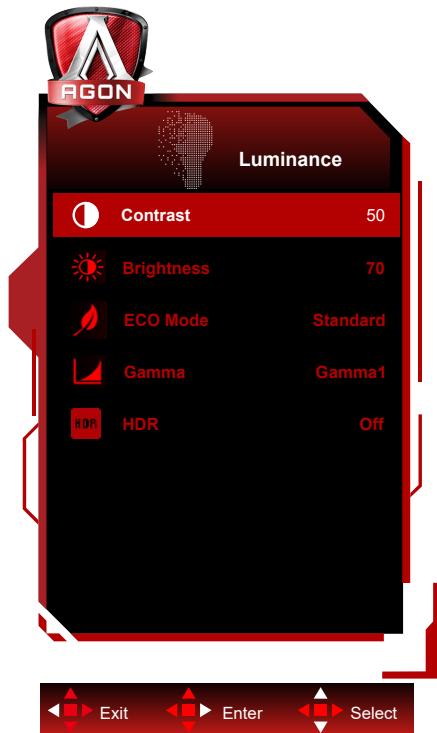 AGON
Luminance
Contrast 50
Brightness 70
ECO Mode Standard
Gamma Gamma1
HDR HDR Off
Exit Enter Select